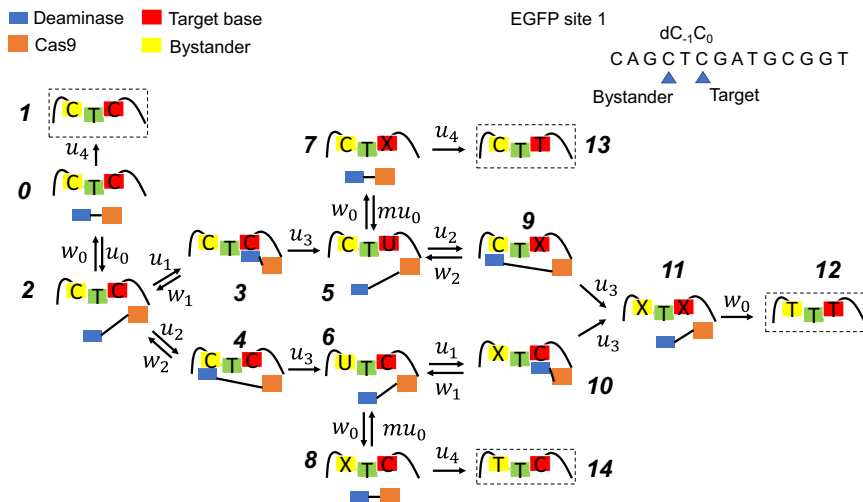 Deaminase Target base EGFP site 1
Cas9 Bystander dC-1C0
C A G C T C G A T G C G G T
Bystander Target
1 C T C
u4
0 C T C
w0 u0
2 C T C
u1
w1
u2
w2
3 C T C
u3
4 C T C
u3
7 C T X u4 C T T 13
w0 mu0
5 C T U
u2
w2
9 C T X
u3
6 U T C
u1
w1
X T C 10
u3
11 X T X w0 T T T 12
w0 mu0
8 X T C u4 T T C 14